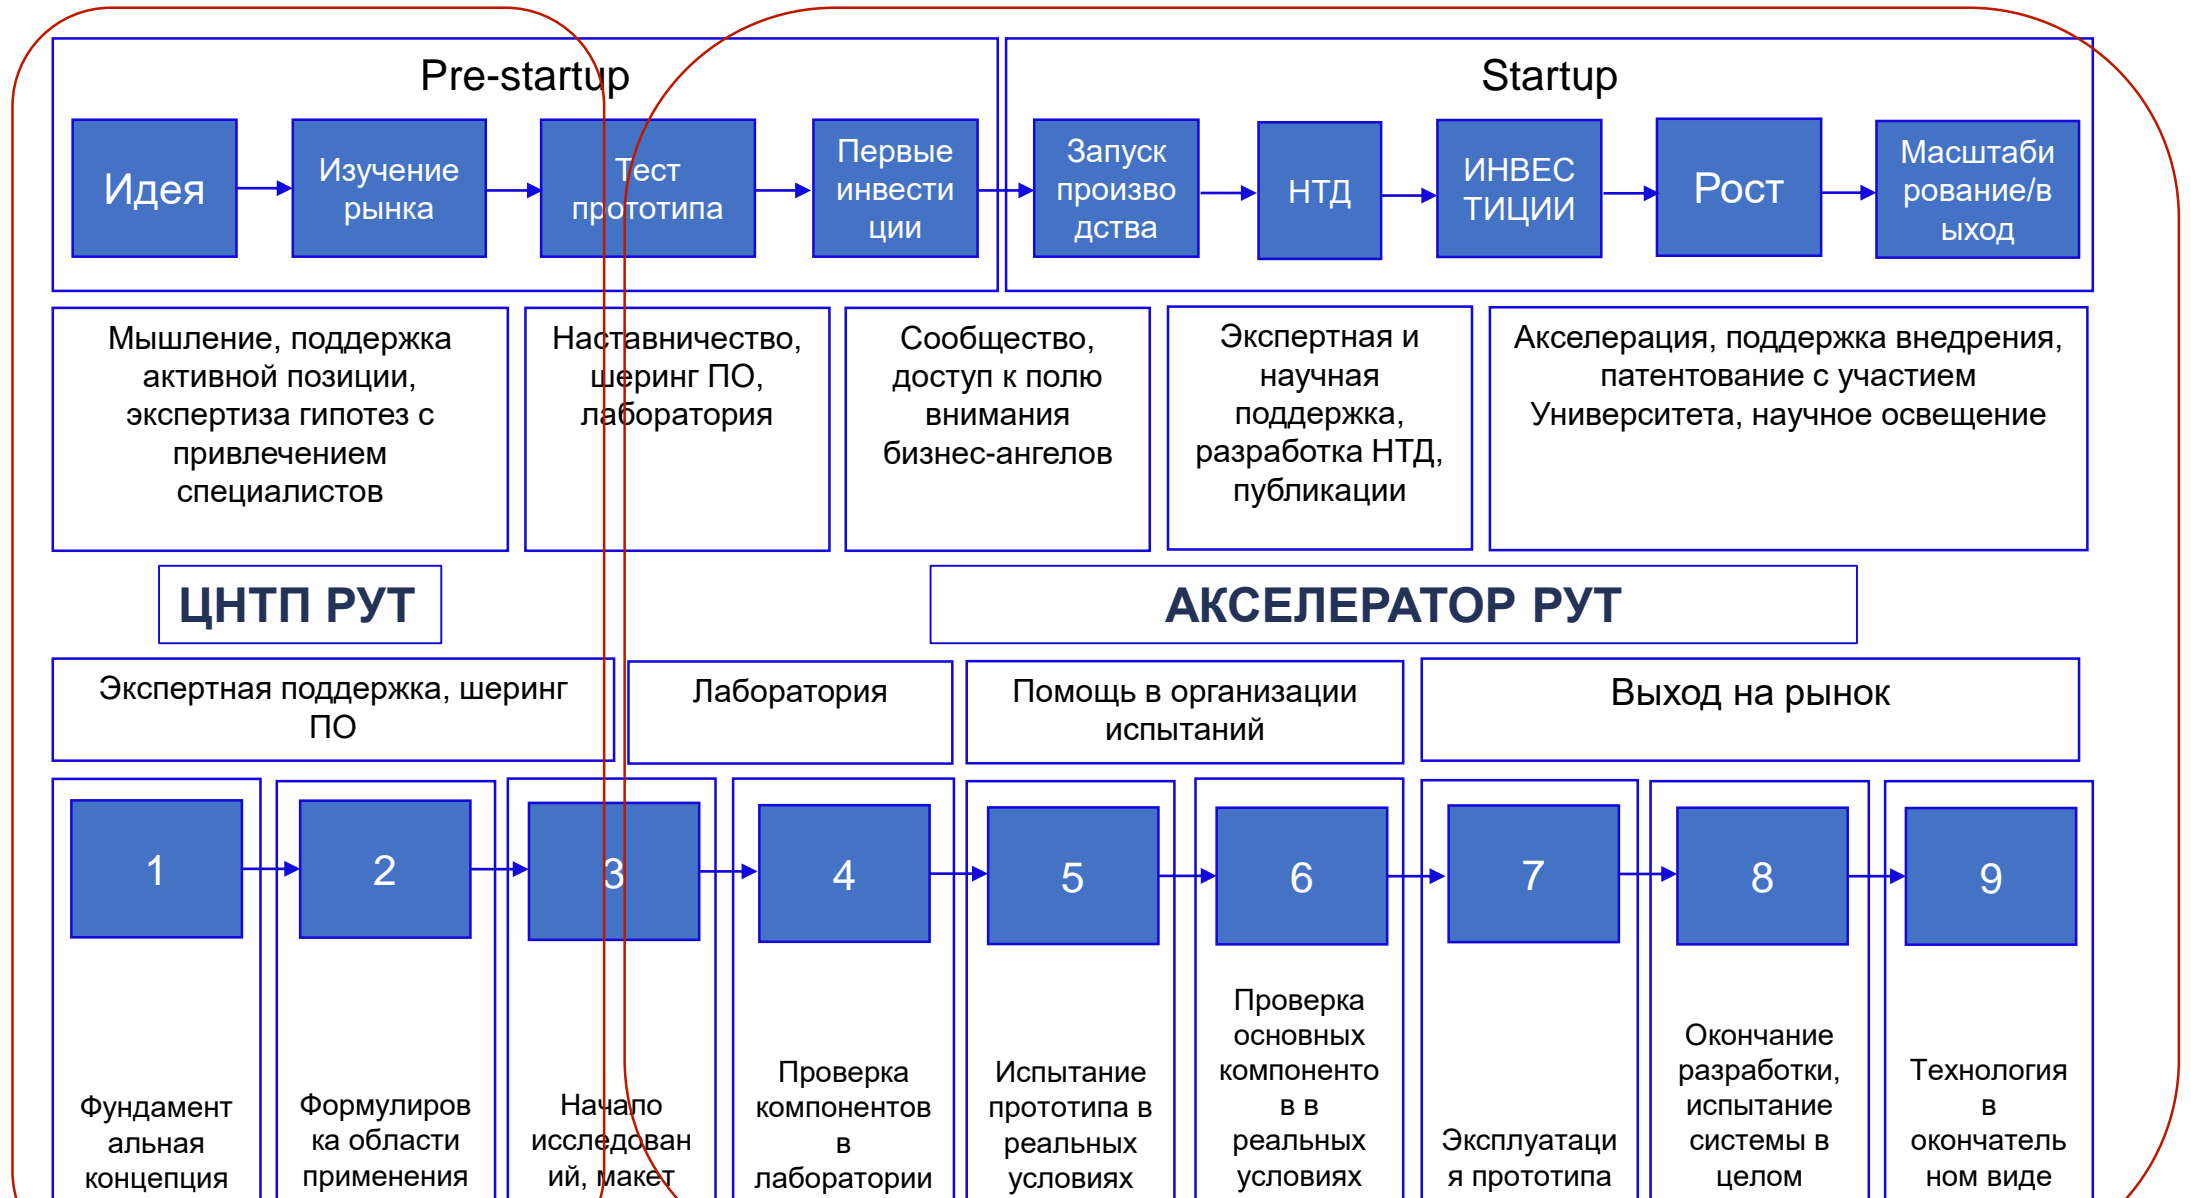 Pre-startup
Startup
Идея
Изучение
рынка
Тест
прототипа
Первые
инвести
ции
Запуск
произво
дства
НТД
ИНВЕС
ТИЦИИ
Рост
Масштаби
рование/в
ыход
Мышление, поддержка
активной позиции,
экспертиза гипотез с
привлечением
специалистов
Наставничество,
шеринг ПО,
лаборатория
Сообщество,
доступ к полю
внимания
бизнес-ангелов
Экспертная и
научная
поддержка,
разработка НТД,
публикации
Акселерация, поддержка внедрения,
патентование с участием
Университета, научное освещение
ЦНТП РУТ
АКСЕЛЕРАТОР РУТ
Экспертная поддержка, шеринг
ПО
Лаборатория
Помощь в организации
испытаний
Выход на рынок
1
2
3
4
5
6
7
8
9
Фундамент
альная
концепция
Формулиров
ка области
применения
Начало
исследован
ий, макет
Проверка
компонентов
в
лаборатории
Испытание
прототипа в
реальных
условиях
Проверка
основных
компоненто
в в
реальных
условиях
Эксплуатаци
я прототипа
Окончание
разработки,
испытание
системы в
целом
Технология
в
окончатель
ном виде